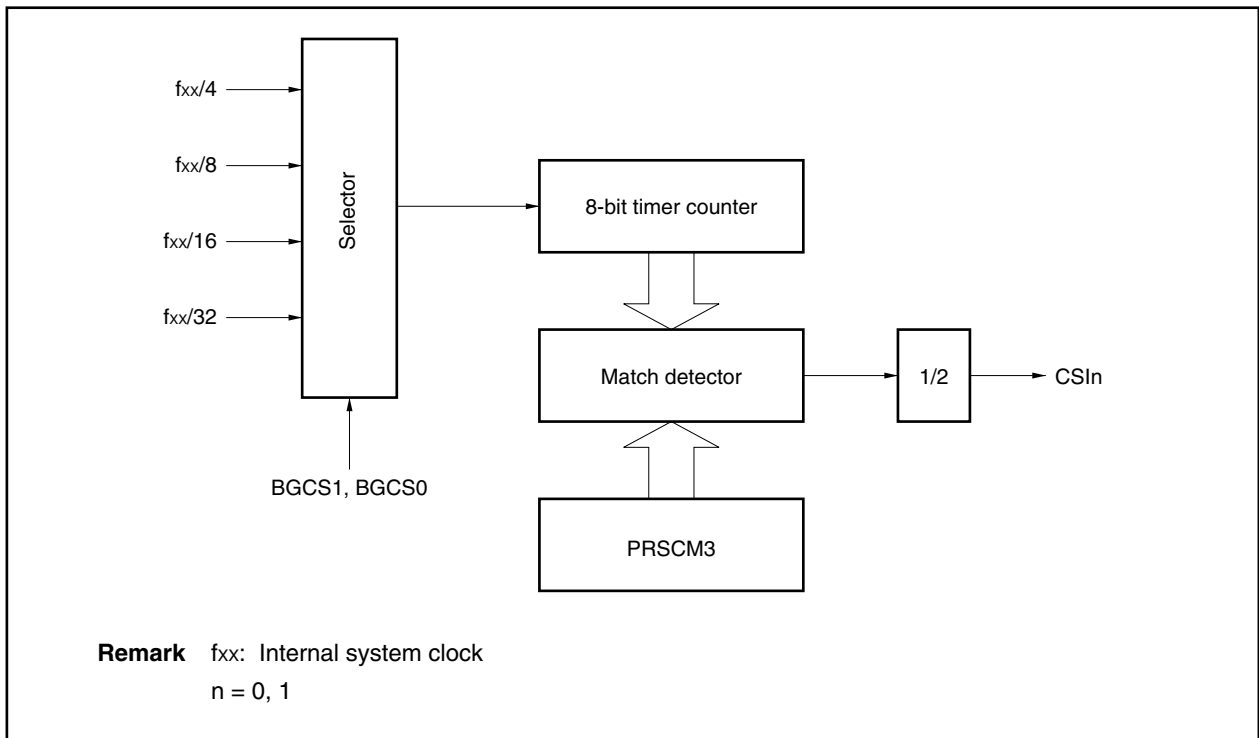 fxx/4
fxx/8
fxx/16
fxx/32
Selector
BGCS1, BGCS0
8-bit timer counter
Match detector
1/2
CSIn
PRSCM3
Remark fxx: Internal system clock
n = 0, 1